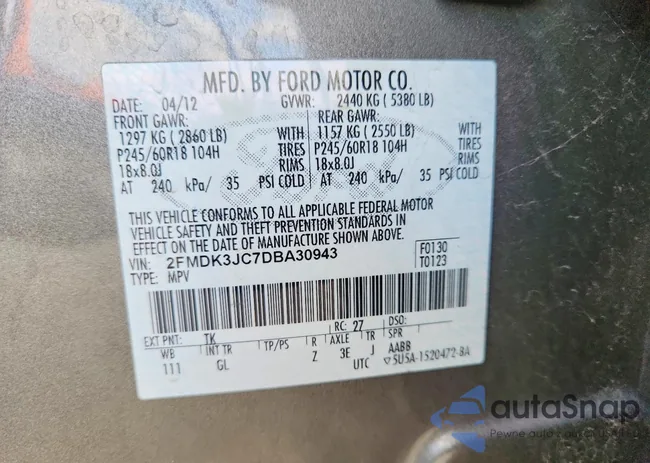 MFD. BY FORD MOTOR CO.
DATE: 04/12 GVWR: 2440 KG ( 5380 LB)
FRONT GAWR: REAR GAWR:
1297 KG ( 2860 LB) WITH 1157 KG ( 2550 LB) WITH
P245/60R18 104H TIRES P245/60R18 104H TIRES
18x8.0J RIMS 18x8.0J RIMS
AT 240 kPa/ 35 PSI COLD AT 240 kPa/ 35 PSI COLD
THIS VEHICLE CONFORMS TO ALL APPLICABLE FEDERAL MOTOR
VEHICLE SAFETY AND THEFT PREVENTION STANDARDS IN
EFFECT ON THE DATE OF MANUFACTURE SHOWN ABOVE.
VIN: 2FMDK3JC7DBA30943 F0130
TYPE: MPV T0123
EXT PNT: TK RC: 27 DSO:
WB INT TR TP/PS R AXLE TR SPR AABB
111 GL Z 3E J UTC 5U5A-1520472-BA
autoSnap
Pewne auto